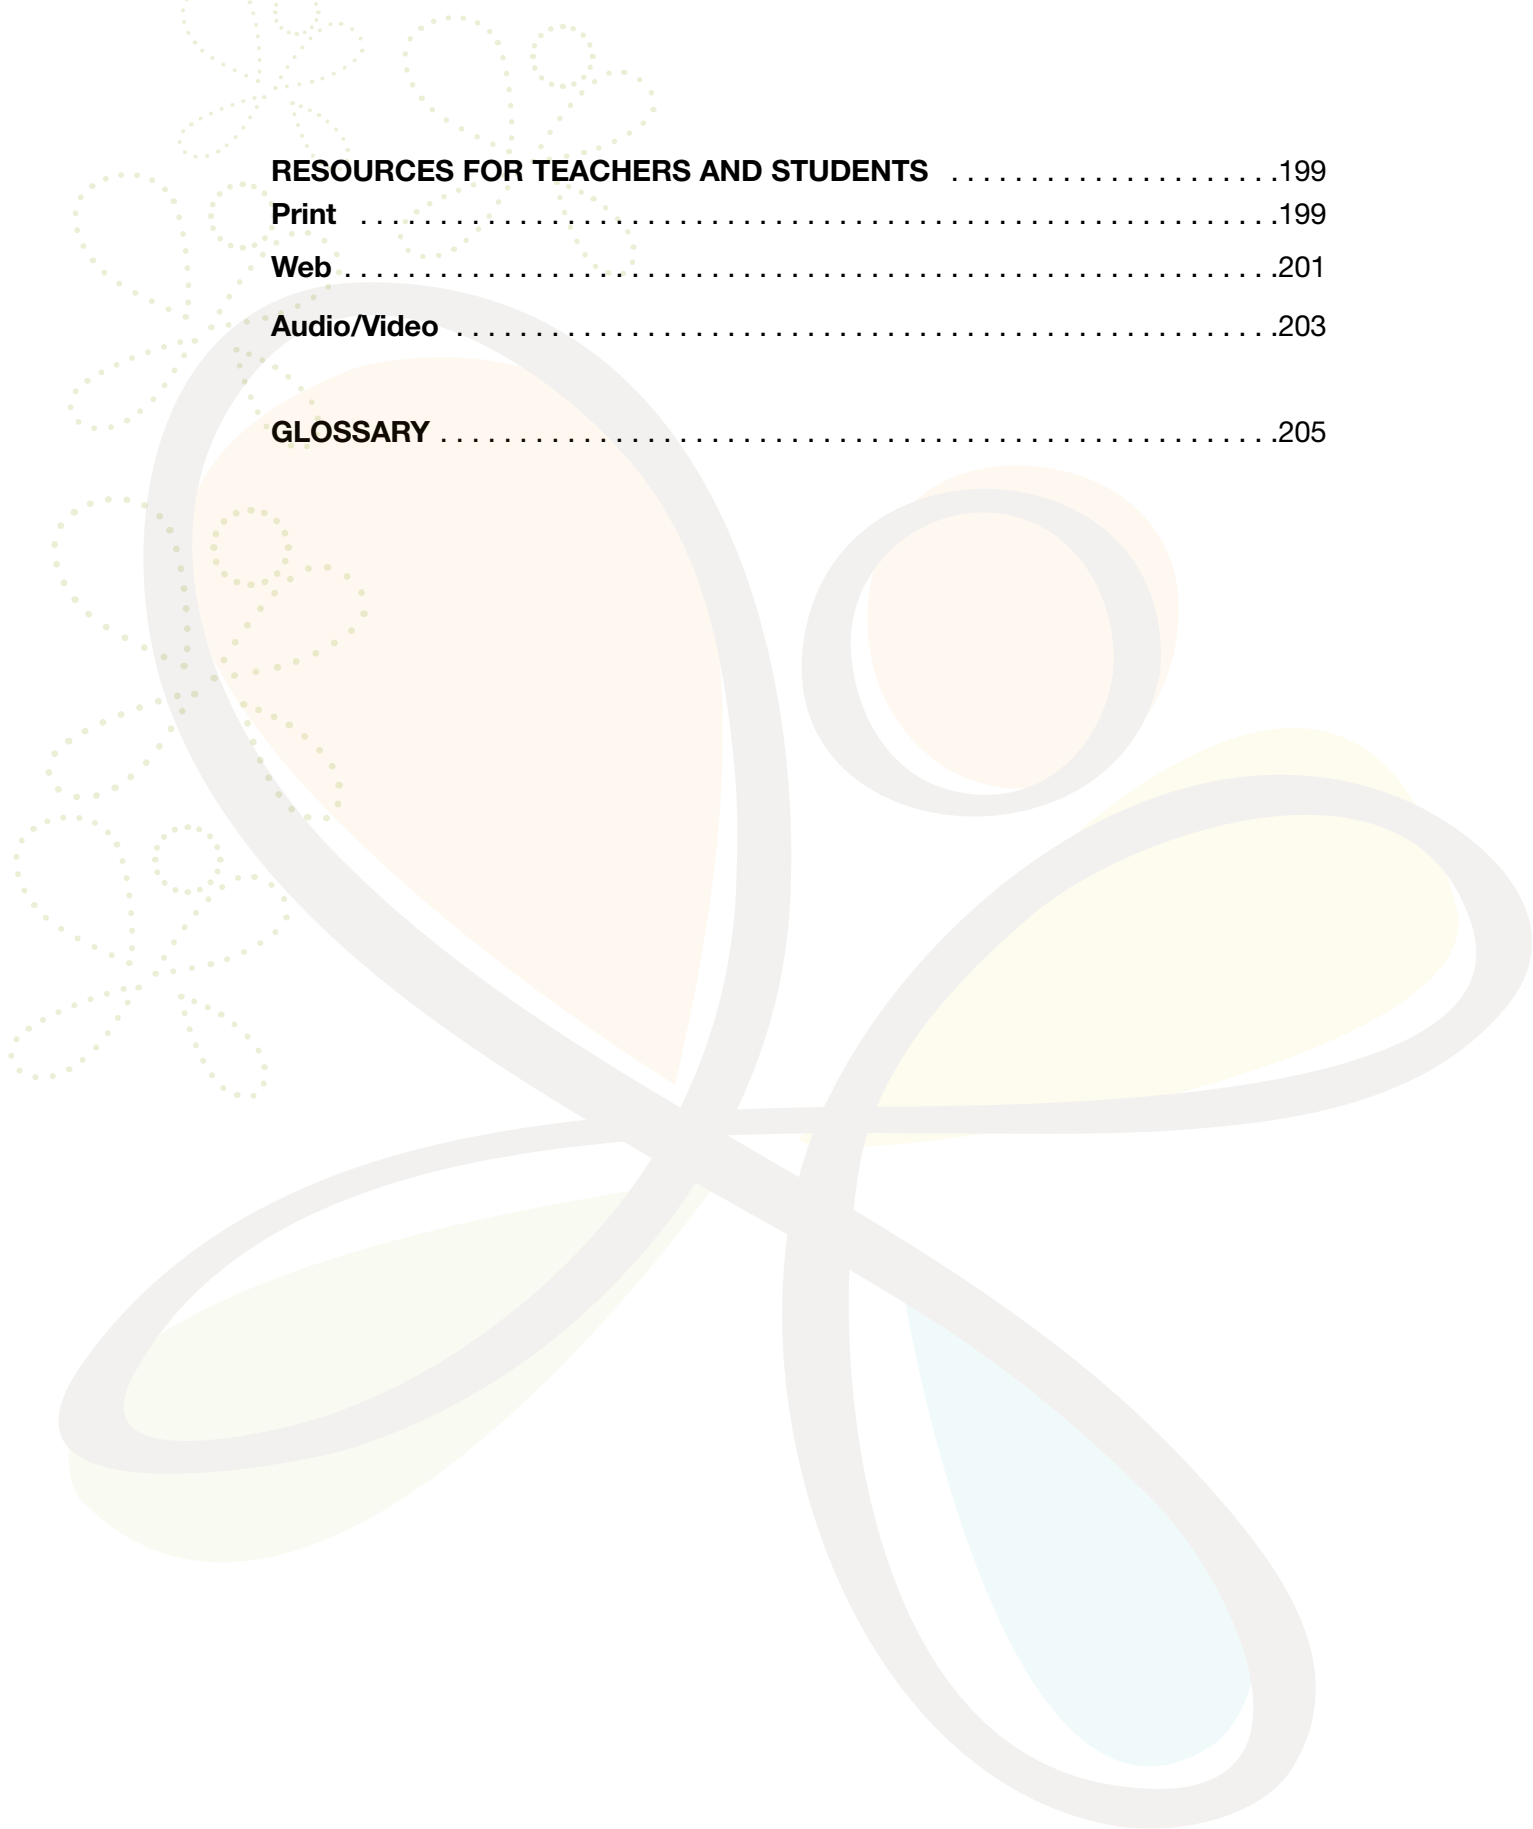 RESOURCES FOR TEACHERS AND STUDENTS . . . . . . . . . . . . . . . . . . . . .199
Print . . . . . . . . . . . . . . . . . . . . . . . . . . . . . . . . . . . . . . . . . . . . . . . . . . . . . . . . . .199
Web . . . . . . . . . . . . . . . . . . . . . . . . . . . . . . . . . . . . . . . . . . . . . . . . . . . . . . . . . . .201
Audio/Video . . . . . . . . . . . . . . . . . . . . . . . . . . . . . . . . . . . . . . . . . . . . . . . . . . . .203
GLOSSARY . . . . . . . . . . . . . . . . . . . . . . . . . . . . . . . . . . . . . . . . . . . . . . . . . . . . .205